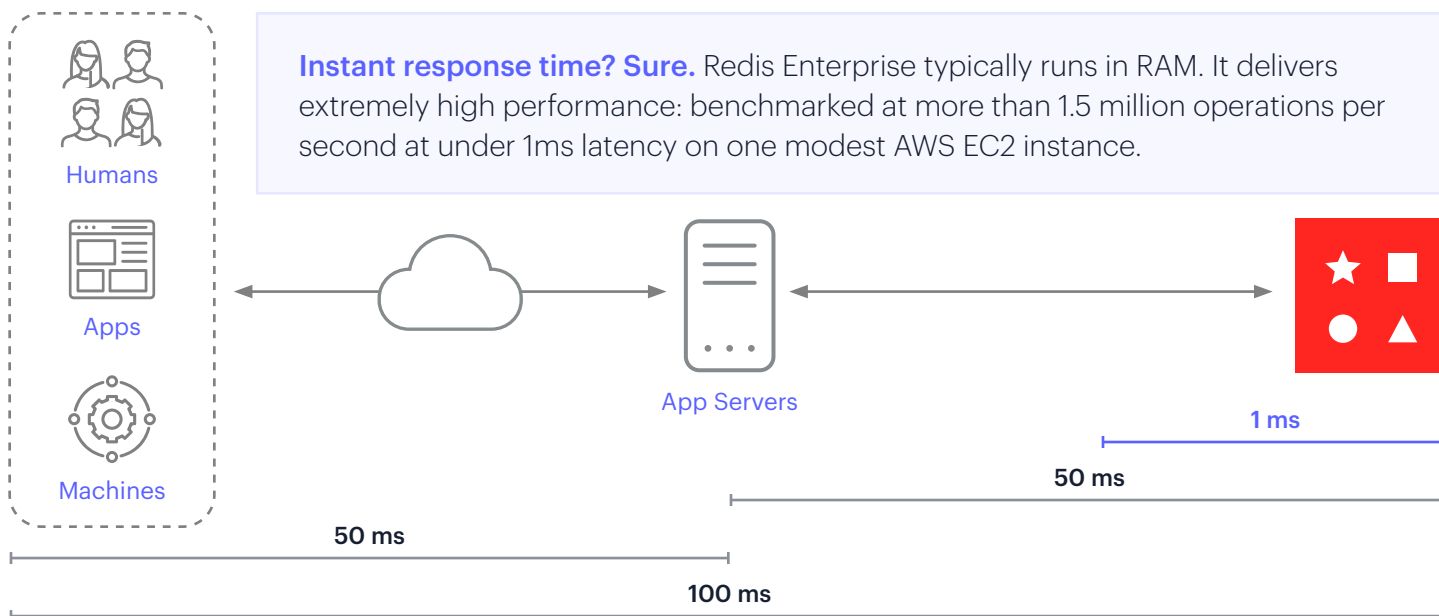 Instant response time? Sure. Redis Enterprise typically runs in RAM. It delivers
extremely high performance: benchmarked at more than 1.5 million operations per
second at under 1ms latency on one modest AWS EC2 instance.
Humans
Apps
Machines
App Servers
1 ms
50 ms
50 ms
100 ms